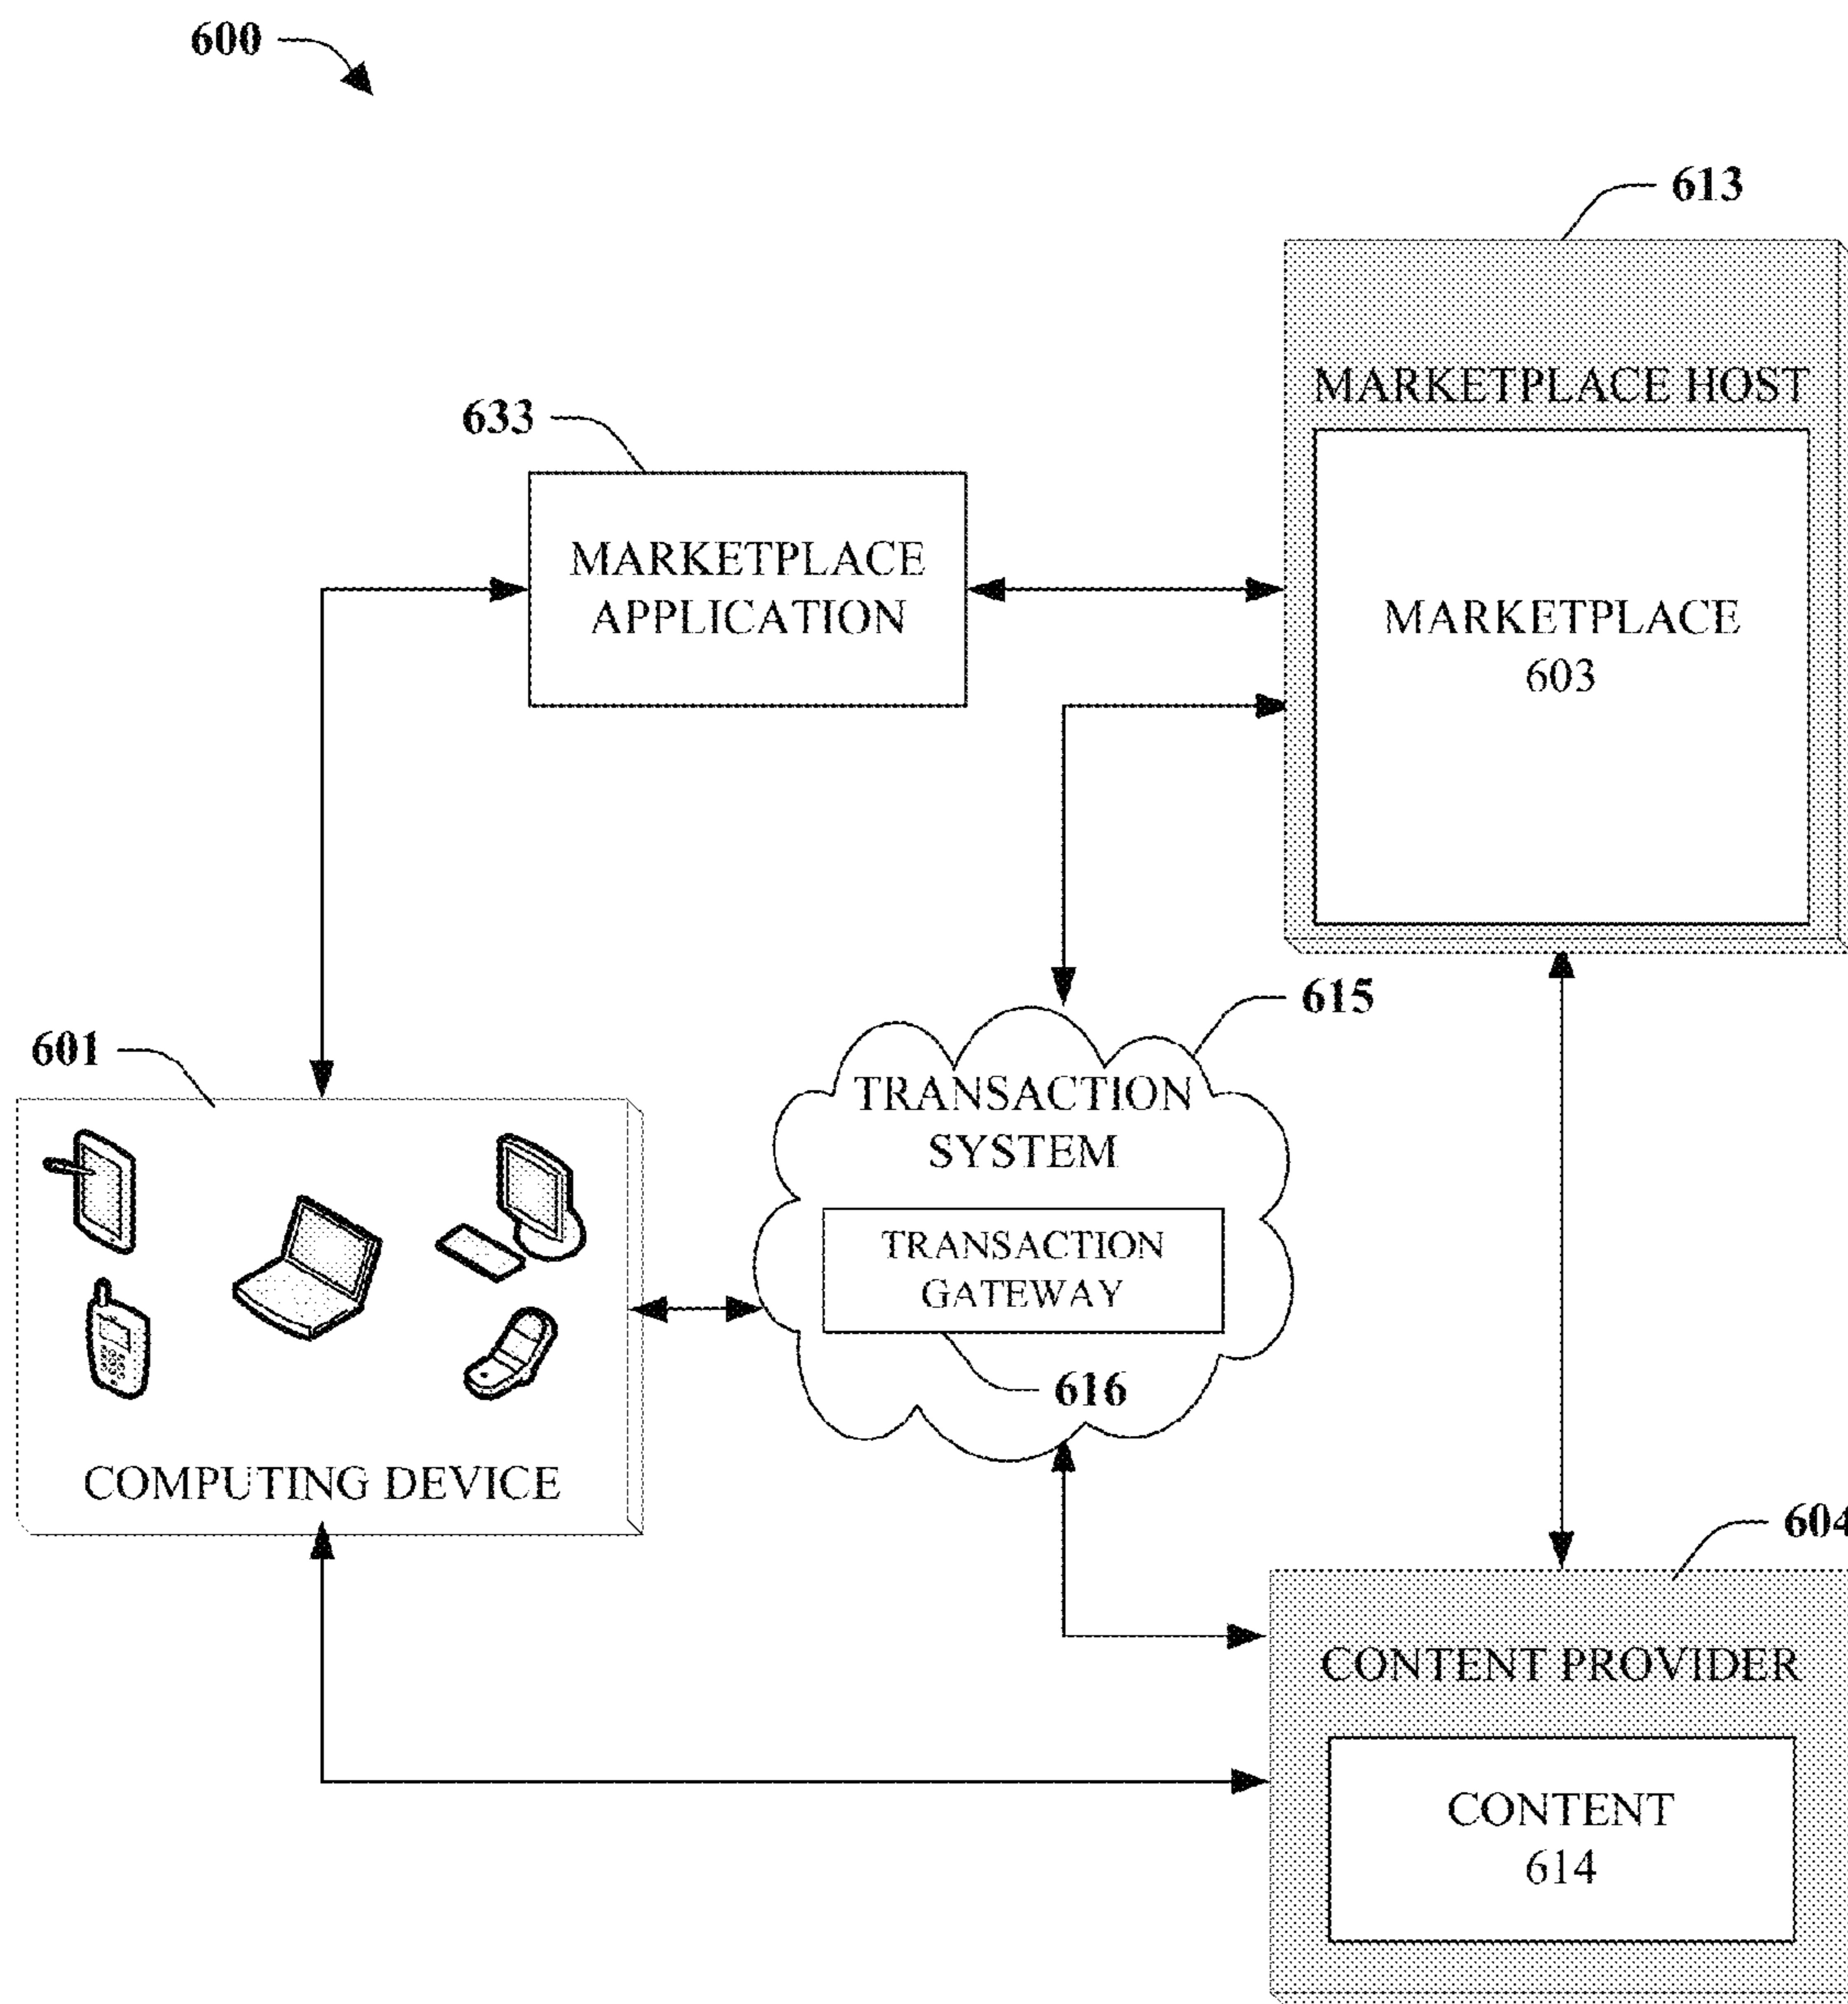 600
613
MARKETPLACE HOST
633
MARKETPLACE
APPLICATION
MARKETPLACE
603
615
601
TRANSACTION
SYSTEM
TRANSACTION
GATEWAY
616
COMPUTING DEVICE
604
CONTENT PROVIDER
CONTENT
614